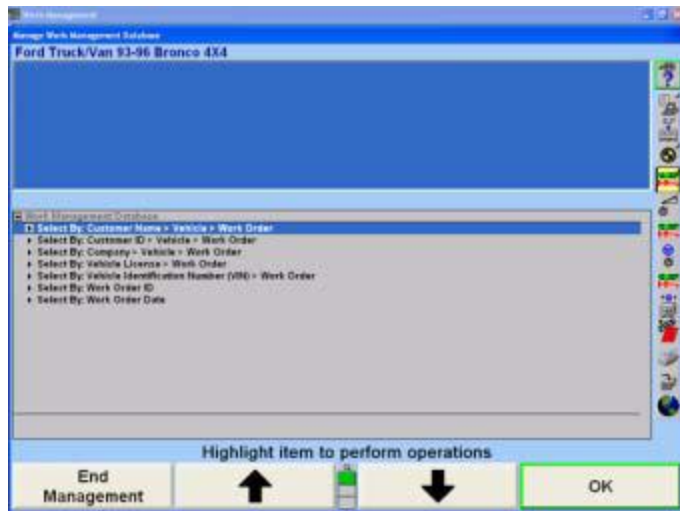 Work Management
Manage Work Management Database
Ford Truck/Van 93-96 Bronco 4X4
Work Management Database
Select By: Customer Name > Vehicle > Work Order
Select By: Customer ID > Vehicle > Work Order
Select By: Company > Vehicle > Work Order
Select By: Vehicle License > Work Order
Select By: Vehicle Identification Number (VIN) > Work Order
Select By: Work Order ID
Select By: Work Order Date
Highlight item to perform operations
End
Management
OK